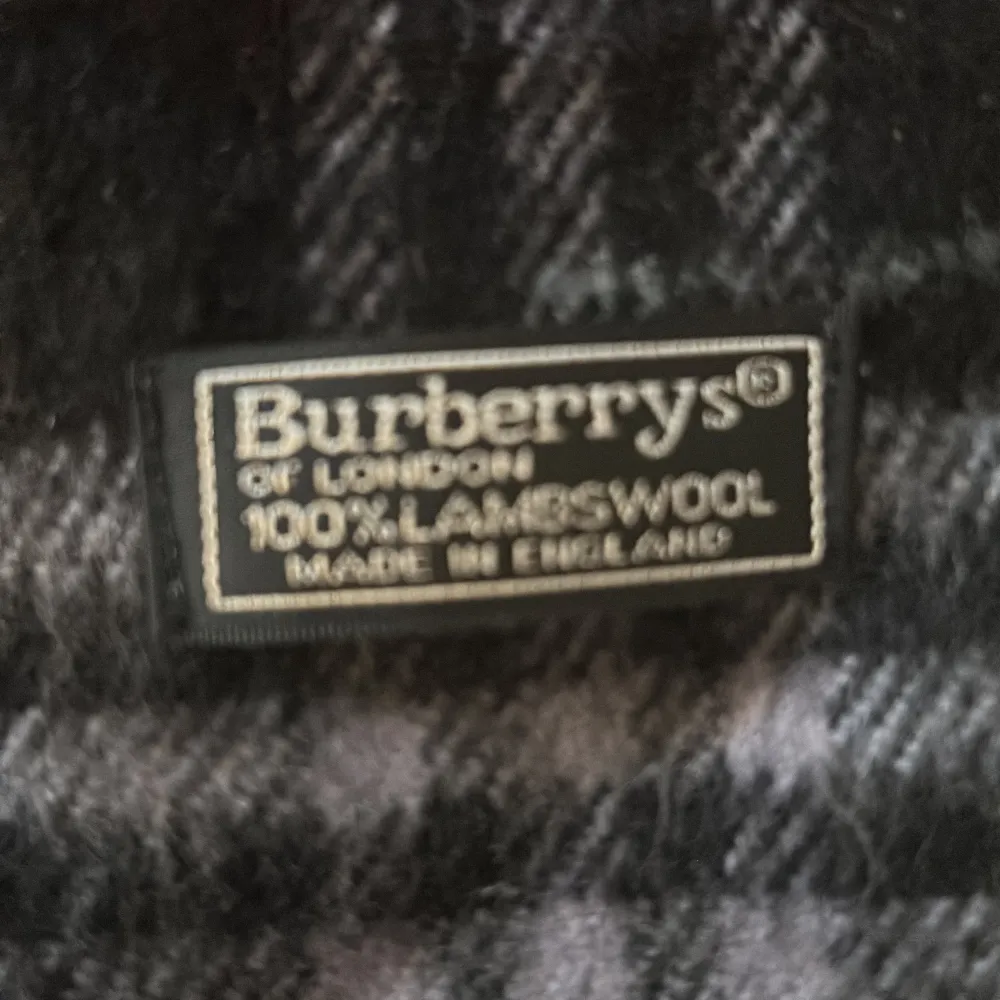 Burberrys®
OF LONDON
100% LAMBSWOOL
MADE IN ENGLAND